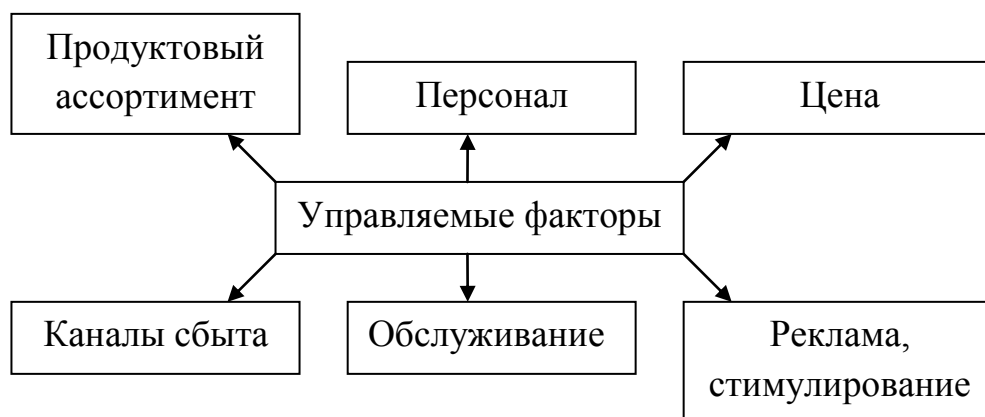 Продуктовый
ассортимент
Персонал
Цена
Управляемые факторы
Каналы сбыта
Обслуживание
Реклама,
стимулирование